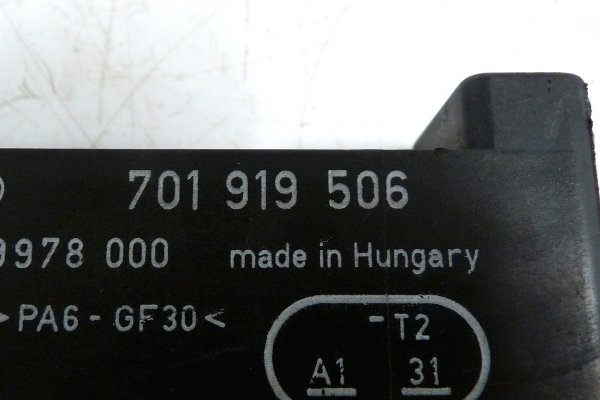 701 919 506
9978 000 made in Hungary
>PA6-GF30<
-T2
A1 31